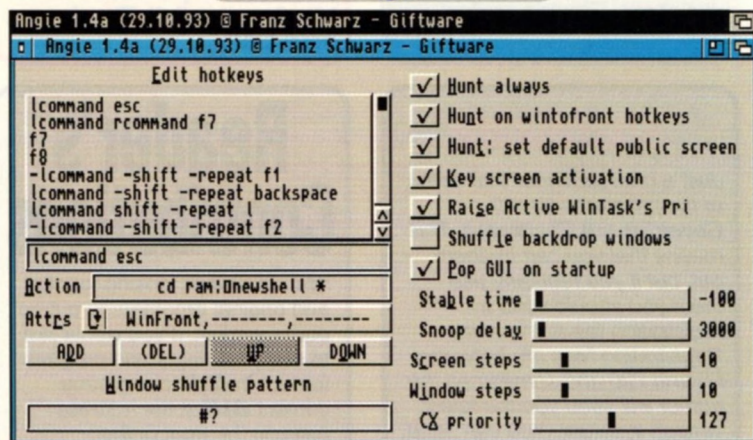 Angie 1.4a (29.10.93) © Franz Schwarz - Giftware
Angie 1.4a (29.10.93) © Franz Schwarz - Giftware
Edit hotkeys
lcommand esc
lcommand rcommand f7
f7
f8
-lcommand -shift -repeat f1
lcommand -shift -repeat backspace
lcommand shift -repeat l
-lcommand -shift -repeat f2
lcommand esc
Action cd ram:▯newshell *
Attrs WinFront,--------,--------
ADD (DEL) UP DOWN
Window shuffle pattern
#?
Hunt always
Hunt on wintofront hotkeys
Hunt: set default public screen
Key screen activation
Raise Active WinTask's Pri
Shuffle backdrop windows
Pop GUI on startup
Stable time -100
Snoop delay 3000
Screen steps 10
Window steps 10
CX priority 127